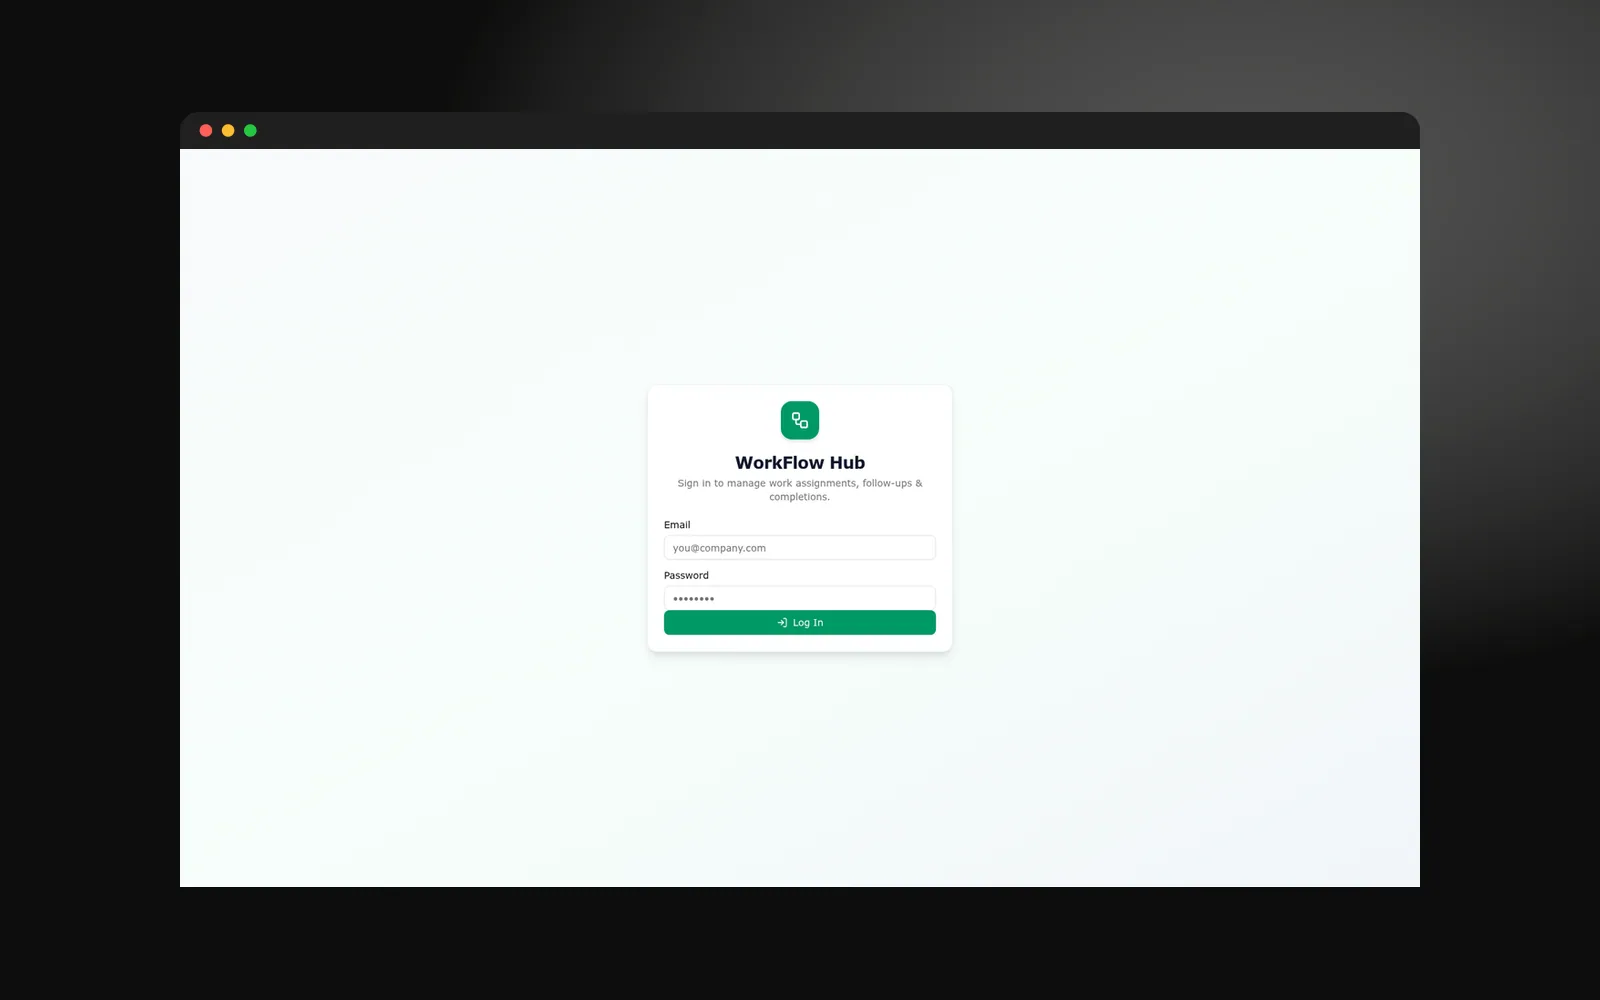 WorkFlow Hub
Sign in to manage work assignments, follow-ups &
completions.
Email
you@company.com
Password
••••••••
Log In